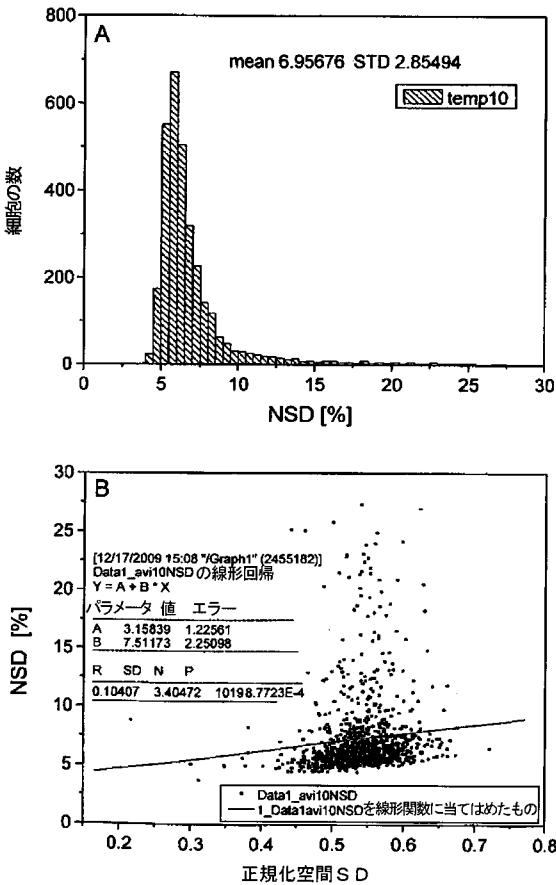 800
A
mean 6.95676 STD 2.85494
temp10
600
400
200
0
細胞の数
0 5 10 15 20 25 30
NSD [%]
30
B
25
[12/17/2009 15:08 "/Graph1" (2455182)]
Data1_avi10NSDの線形回帰
Y = A + B * X
パラメータ 値 エラー
A 3.15839 1.22561
B 7.51173 2.25098
R SD N P
0.10407 3.40472 10198.7723E-4
20
15
10
5
0
NSD [%]
Data1_avi10NSD
1_Data1avi10NSDを線形関数に当てはめたもの
0.2 0.3 0.4 0.5 0.6 0.7 0.8
正規化空間SD